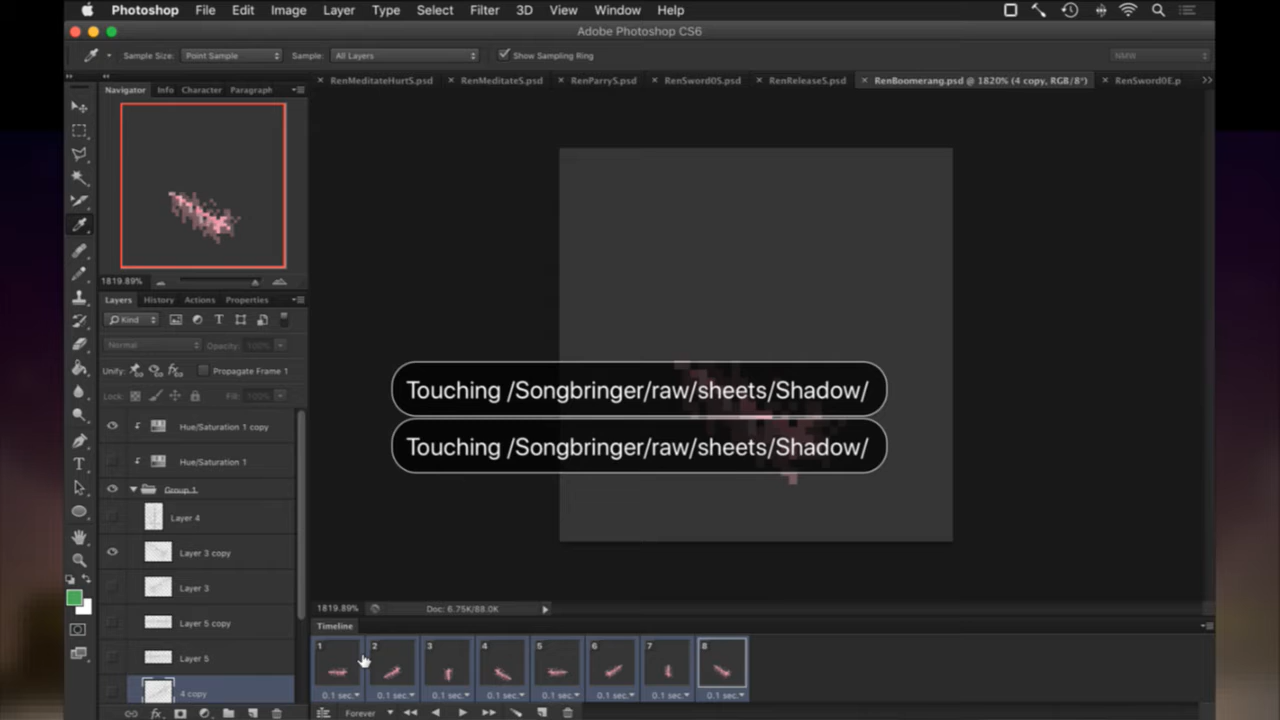 Photoshop File Edit Image Layer Type Select Filter 3D View Window Help
Adobe Photoshop CS6
Sample Size: Point Sample Sample: All Layers Show Sampling Ring NMW
RenMeditateHurtS.psd RenMeditateS.psd RenParryS.psd RenSword0S.psd RenReleaseS.psd RenBoomerang.psd @ 1820% (4 copy, RGB/8*) RenSword0E.p
Navigator Info Character Paragraph
1819.89%
Layers History Actions Properties
Kind
Normal Opacity: 100%
Unify: Propagate Frame 1
Lock: Fill: 100%
Hue/Saturation 1 copy
Hue/Saturation 1
Group 1
Layer 4
Layer 3 copy
Layer 3
Layer 5 copy
Layer 5
4 copy
Touching /Songbringer/raw/sheets/Shadow/
Touching /Songbringer/raw/sheets/Shadow/
1819.89% Doc: 6.75K/88.0K
Timeline
1 2 3 4 5 6 7 8
0.1 sec. 0.1 sec. 0.1 sec. 0.1 sec. 0.1 sec. 0.1 sec. 0.1 sec. 0.1 sec.
Forever